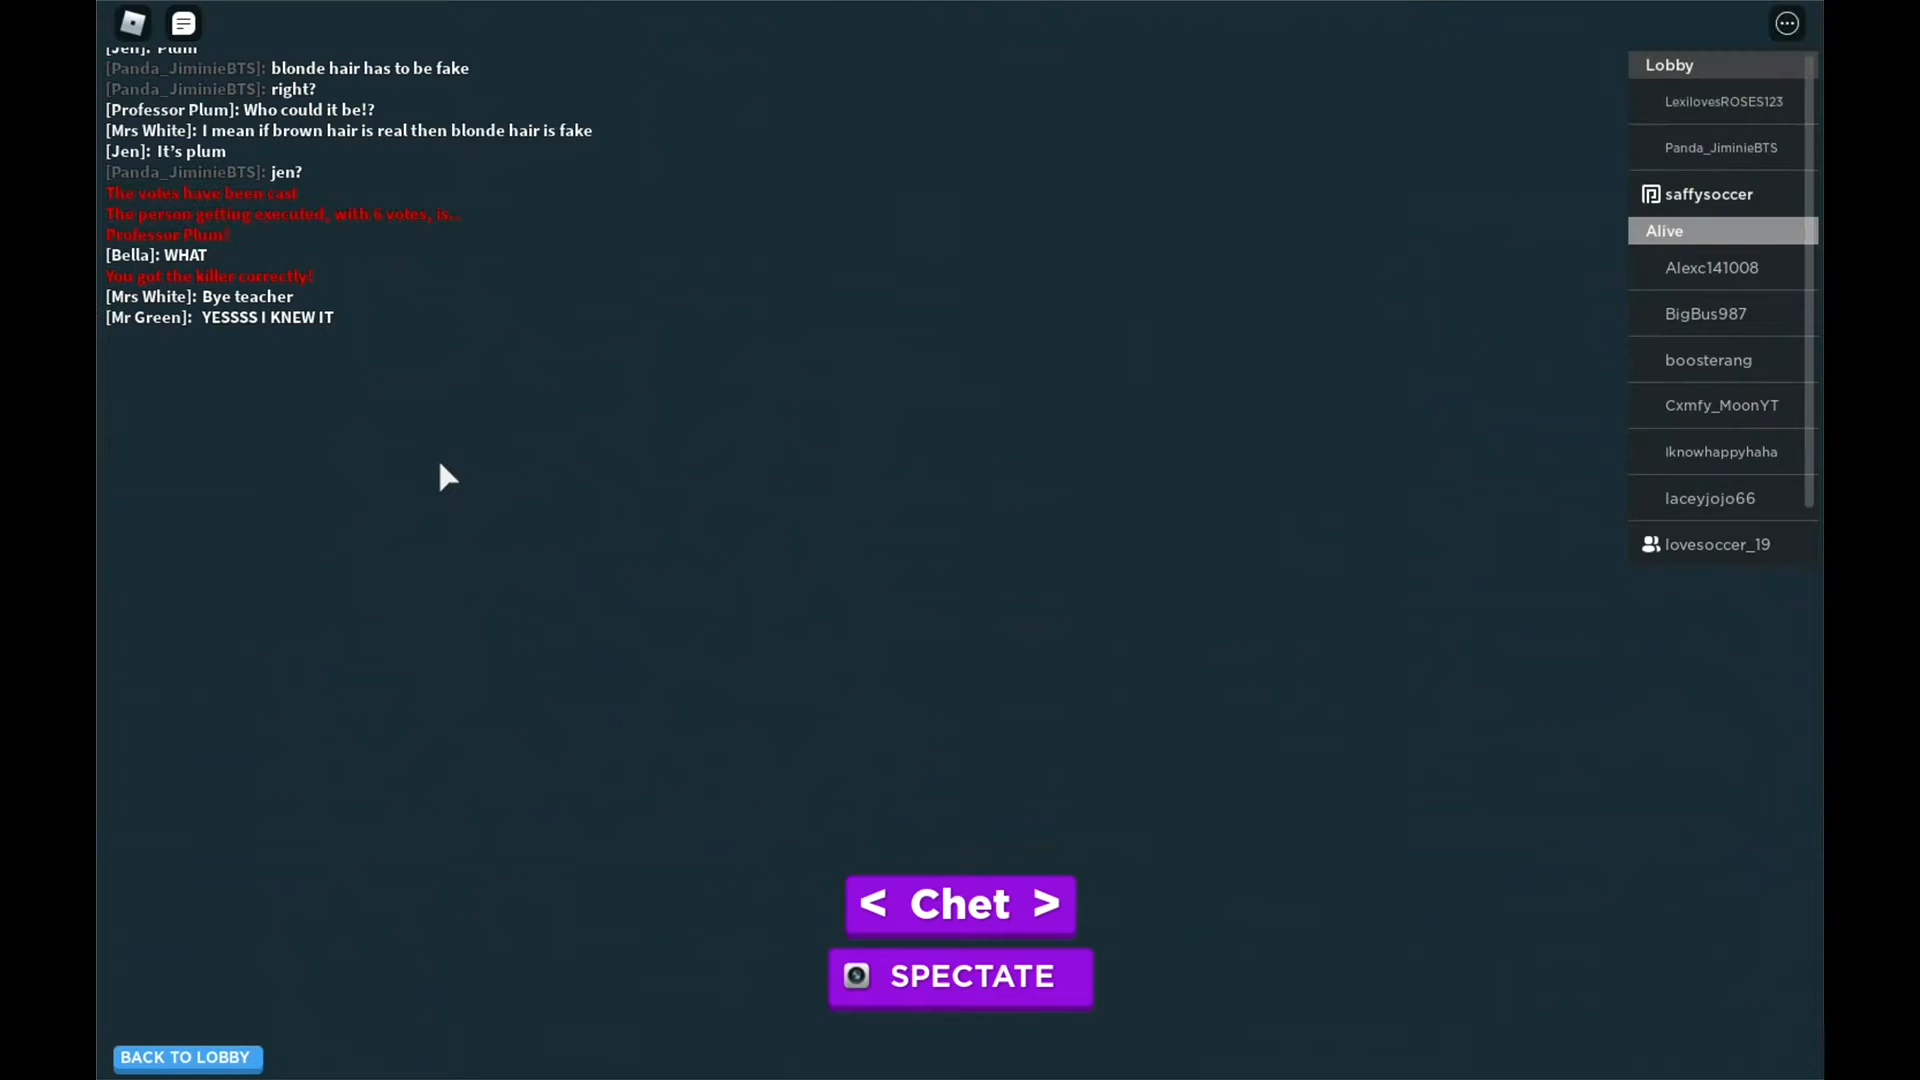 [Jen]: Plum
[Panda_JiminieBTS]: blonde hair has to be fake
[Panda_JiminieBTS]: right?
[Professor Plum]: Who could it be!?
[Mrs White]: I mean if brown hair is real then blonde hair is fake
[Jen]: It’s plum
[Panda_JiminieBTS]: jen?
The votes have been cast
The person getting executed, with 6 votes, is...
Professor Plum!
[Bella]: WHAT
You got the killer correctly!
[Mrs White]: Bye teacher
[Mr Green]: YESSSS I KNEW IT
Lobby
LexilovesROSES123
Panda_JiminieBTS
saffysoccer
Alive
Alexc141008
BigBus987
boosterang
Cxmfy_MoonYT
Iknowhappyhaha
laceyjojo66
lovesoccer_19
< Chet >
SPECTATE
BACK TO LOBBY